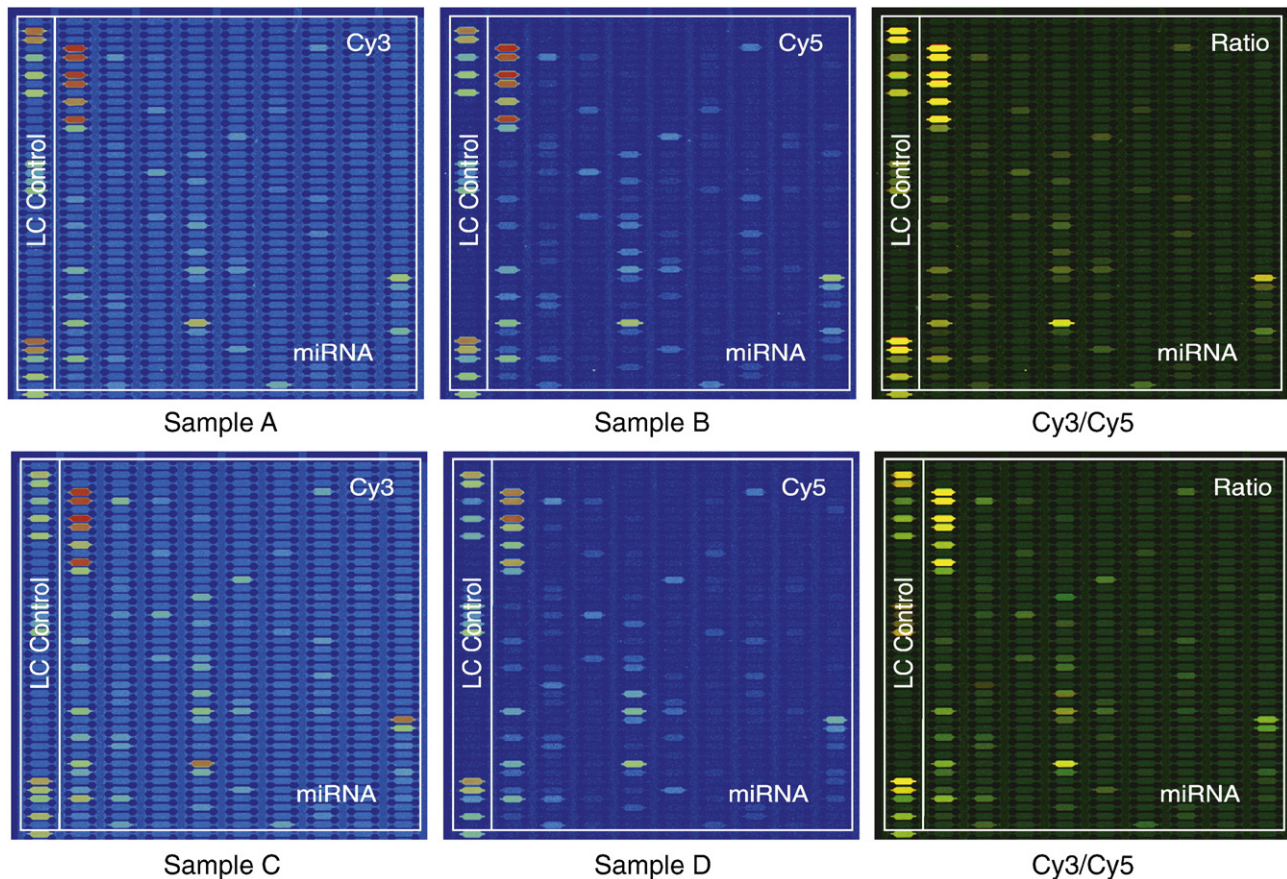 Cy3
LC Control
miRNA
Sample A
Cy5
LC Control
miRNA
Sample B
Ratio
LC Control
miRNA
Cy3/Cy5
Cy3
LC Control
miRNA
Sample C
Cy5
LC Control
miRNA
Sample D
Ratio
LC Control
miRNA
Cy3/Cy5